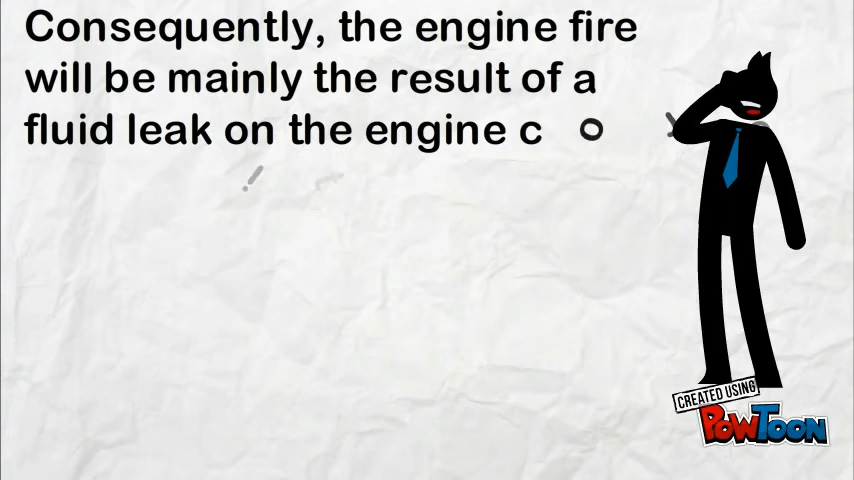 Consequently, the engine fire
will be mainly the result of a
fluid leak on the engine c o
CREATED USING
POWTOON